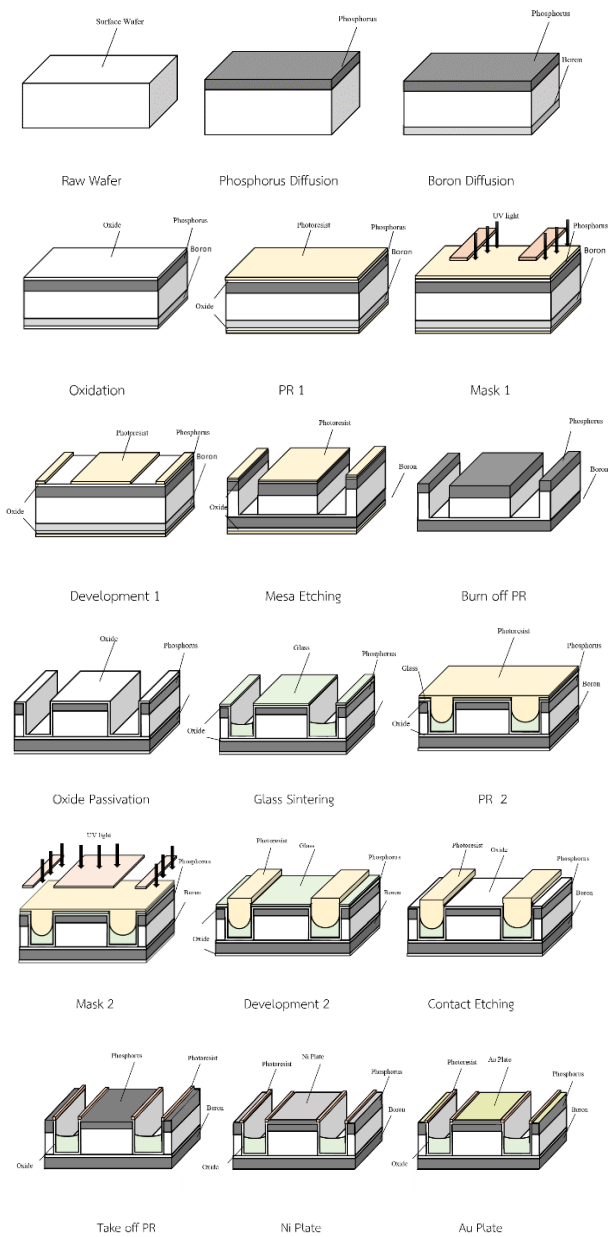 Surface Wafer
Phosphorus
Phosphorus
Boron
Raw Wafer
Phosphorus Diffusion
Boron Diffusion
Oxide
Phosphorus
Boron
Photoresist
Phosphorus
Boron
Oxide
UV light
Phosphorus
Boron
Oxidation
PR 1
Mask 1
Photoresist
Phosphorus
Boron
Oxide
Photoresist
Boron
Oxide
Phosphorus
Boron
Development 1
Mesa Etching
Burn off PR
Oxide
Phosphorus
Glass
Phosphorus
Oxide
Photoresist
Glass
Phosphorus
Boron
Oxide
Oxide Passivation
Glass Sintering
PR 2
UV light
Phosphorus
Boron
Photoresist
Glass
Phosphorus
Boron
Oxide
Photoresist
Oxide
Phosphorus
Boron
Mask 2
Development 2
Contact Etching
Phosphorus
Photoresist
Boron
Oxide
Photoresist
Ni Plate
Phosphorus
Boron
Oxide
Photoresist
Au Plate
Phosphorus
Boron
Oxide
Take off PR
Ni Plate
Au Plate